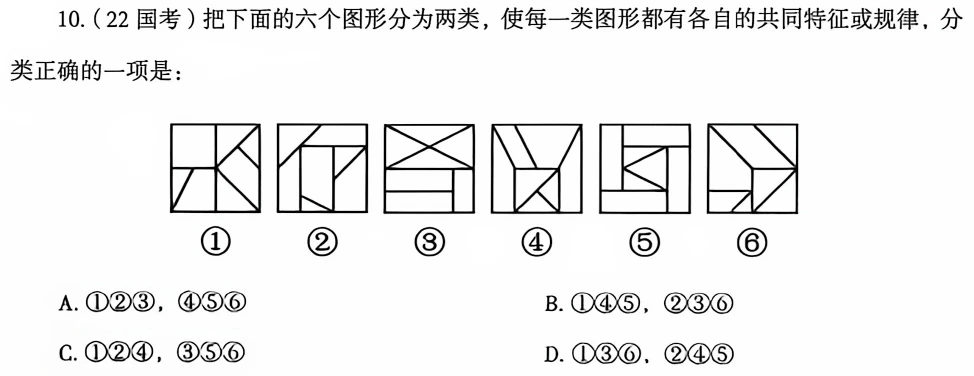 10.（22 国考）把下面的六个图形分为两类，使每一类图形都有各自的共同特征或规律，分
类正确的一项是：
① ② ③ ④ ⑤ ⑥
A. ①②③，④⑤⑥ B. ①④⑤，②③⑥
C. ①②④，③⑤⑥ D. ①③⑥，②④⑤